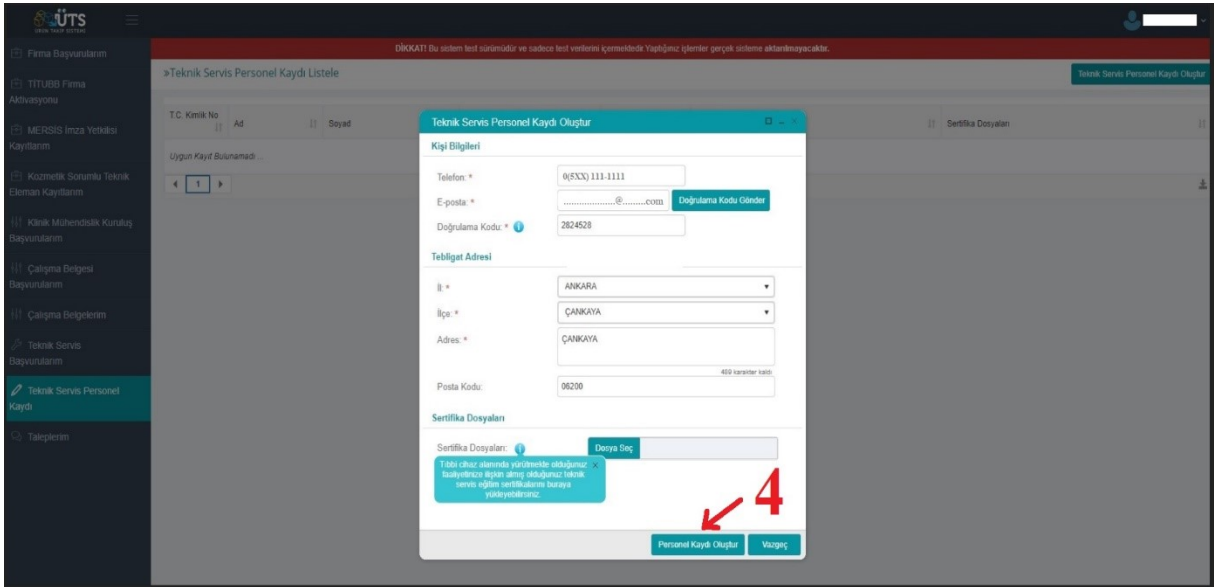 ÜTS
ÜRÜN TAKİP SİSTEMİ
DİKKAT! Bu sistem test sürümüdür ve sadece test verilerini içermektedir.Yaptığınız işlemler gerçek sisteme aktarılmayacaktır.
Firma Başvurularım
TİTUBB Firma
Aktivasyonu
MERSİS İmza Yetkilisi
Kayıtlarım
Kozmetik Sorumlu Teknik
Eleman Kayıtlarım
Klinik Mühendislik Kuruluş
Başvurularım
Çalışma Belgesi
Başvurularım
Çalışma Belgelerim
Teknik Servis
Başvurularım
Teknik Servis Personel
Kaydı
Taleplerim
»Teknik Servis Personel Kaydı Listele
Teknik Servis Personel Kaydı Oluştur
T.C. Kimlik No
Ad
Soyad
Sertifika Dosyaları
Uygun Kayıt Bulunamadı ...
1
Teknik Servis Personel Kaydı Oluştur
Kişi Bilgileri
Telefon: * 0(5XX) 111-1111
E-posta: * ....................@.........com Doğrulama Kodu Gönder
Doğrulama Kodu: * 2824528
Tebligat Adresi
İl: * ANKARA
İlçe: * ÇANKAYA
Adres: * ÇANKAYA
489 karakter kaldı
Posta Kodu: 06200
Sertifika Dosyaları
Sertifika Dosyaları: Dosya Seç
Tıbbi cihaz alanında yürütmekte olduğunuz
faaliyetinize ilişkin almış olduğunuz teknik
servis eğitim sertifikalarını buraya
yükleyebilirsiniz.
4
Personel Kaydı Oluştur Vazgeç